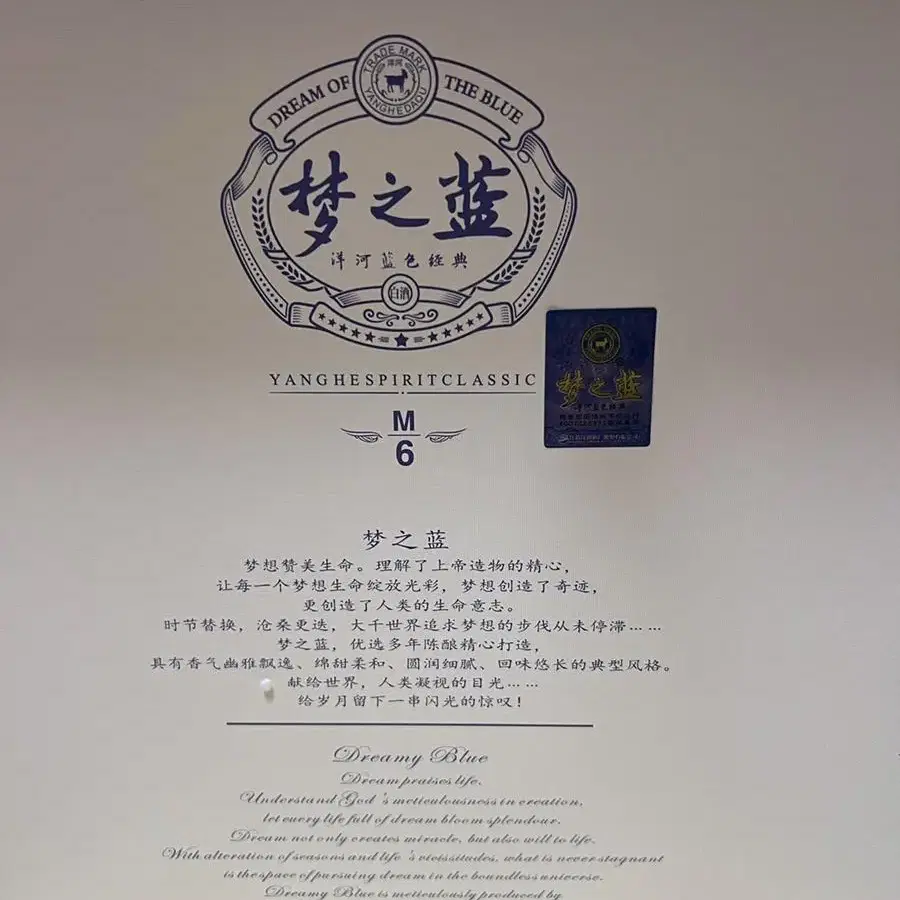 TRADE MARK
洋河
YANGHEDAQU
DREAM OF THE BLUE
梦之蓝
洋河蓝色经典
白酒
YANGHESPIRITCLASSIC
M
6
梦之蓝
洋河蓝色经典
梦之蓝
梦想赞美生命。理解了上帝造物的精心，
让每一个梦想生命绽放光彩，梦想创造了奇迹，
更创造了人类的生命意志。
时节替换，沧桑更迭，大千世界追求梦想的步伐从未停滞……
梦之蓝，优选多年陈酿精心打造，
具有香气幽雅飘逸、绵甜柔和、圆润细腻、回味悠长的典型风格。
献给世界，人类凝视的目光……
给岁月留下一串闪光的惊叹！
Dreamy Blue
Dream praises life.
Understand God 's meticulousness in creation,
let every life full of dream bloom splendour.
Dream not only creates miracle, but also will to life.
With alteration of seasons and life 's vicissitudes, what is never stagnant
is the space of pursuing dream in the boundless universe.
Dreamy Blue is meticulously produced by